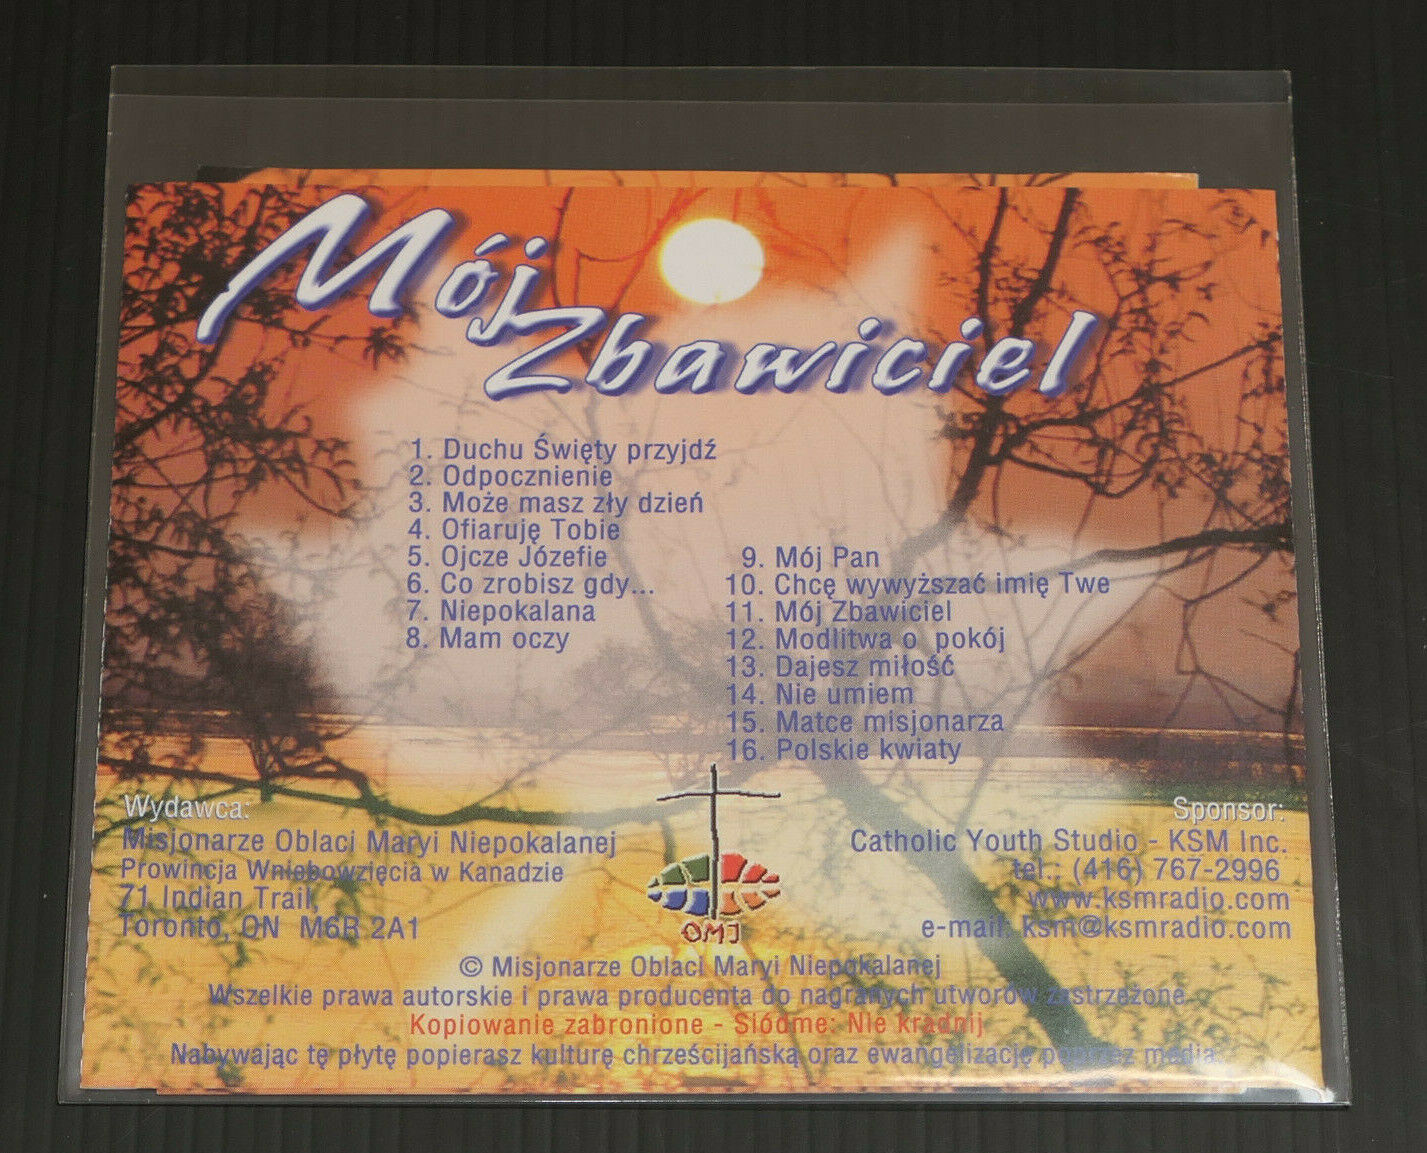 Mój
Zbawiciel
1. Duchu Święty przyjdź
2. Odpocznienie
3. Może masz zły dzień
4. Ofiaruję Tobie
5. Ojcze Józefie
6. Co zrobisz gdy...
7. Niepokalana
8. Mam oczy
9. Mój Pan
10. Chcę wywyższać imię Twe
11. Mój Zbawiciel
12. Modlitwa o pokój
13. Dajesz miłość
14. Nie umiem
15. Matce misjonarza
16. Polskie kwiaty
Wydawca:
Misjonarze Oblaci Maryi Niepokalanej
Prowincja Wniebowzięcia w Kanadzie
71 Indian Trail,
Toronto, ON M6R 2A1
OMI
Sponsor:
Catholic Youth Studio - KSM Inc.
tel.: (416) 767-2996
www.ksmradio.com
e-mail: ksm@ksmradio.com
© Misjonarze Oblaci Maryi Niepokalanej
Wszelkie prawa autorskie i prawa producenta do nagranych utworów zastrzeżone.
Kopiowanie zabronione - Siódme: Nie kradnij
Nabywając tę płytę popierasz kulturę chrześcijańską oraz ewangelizację poprzez media.